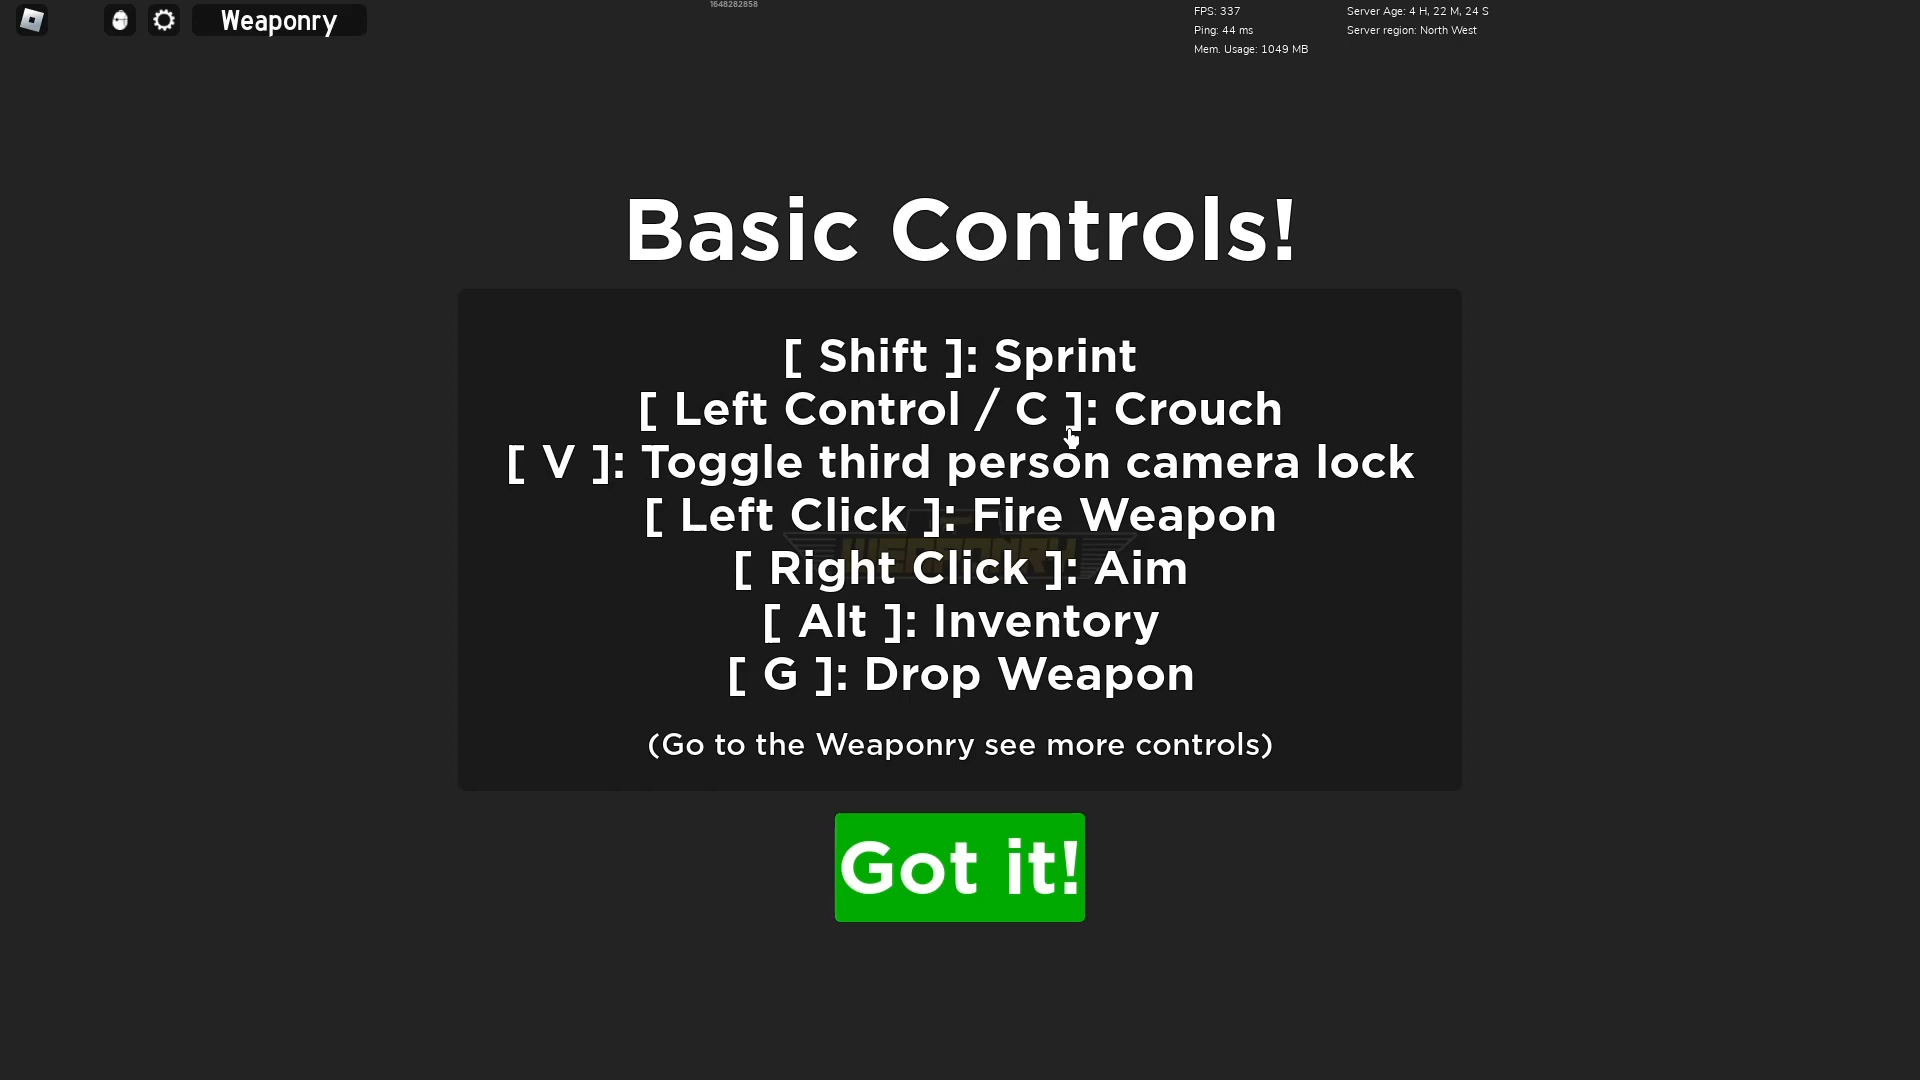 Weaponry
1648282858
FPS: 337
Ping: 44 ms
Mem. Usage: 1049 MB
Server Age: 4 H, 22 M, 24 S
Server region: North West
Basic Controls!
[ Shift ]: Sprint
[ Left Control / C ]: Crouch
[ V ]: Toggle third person camera lock
[ Left Click ]: Fire Weapon
WEAPONRY
[ Right Click ]: Aim
[ Alt ]: Inventory
[ G ]: Drop Weapon
(Go to the Weaponry see more controls)
Got it!